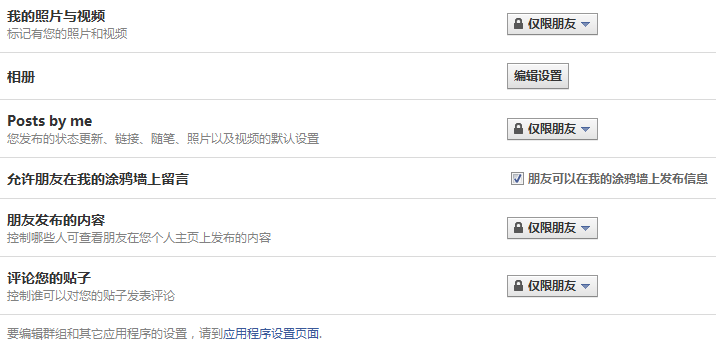 我的照片与视频
仅限朋友
标记有您的照片和视频
相册
编辑设置
Posts by me
仅限朋友
您发布的状态更新、链接、随笔、照片以及视频的默认设置
允许朋友在我的涂鸦墙上留言
朋友可以在我的涂鸦墙上发布信息
朋友发布的内容
仅限朋友
控制哪些人可查看朋友在您个人主页上发布的内容
评论您的贴子
仅限朋友
控制谁可以对您的贴子发表评论
要编辑群组和其它应用程序的设置，请到应用程序设置页面.